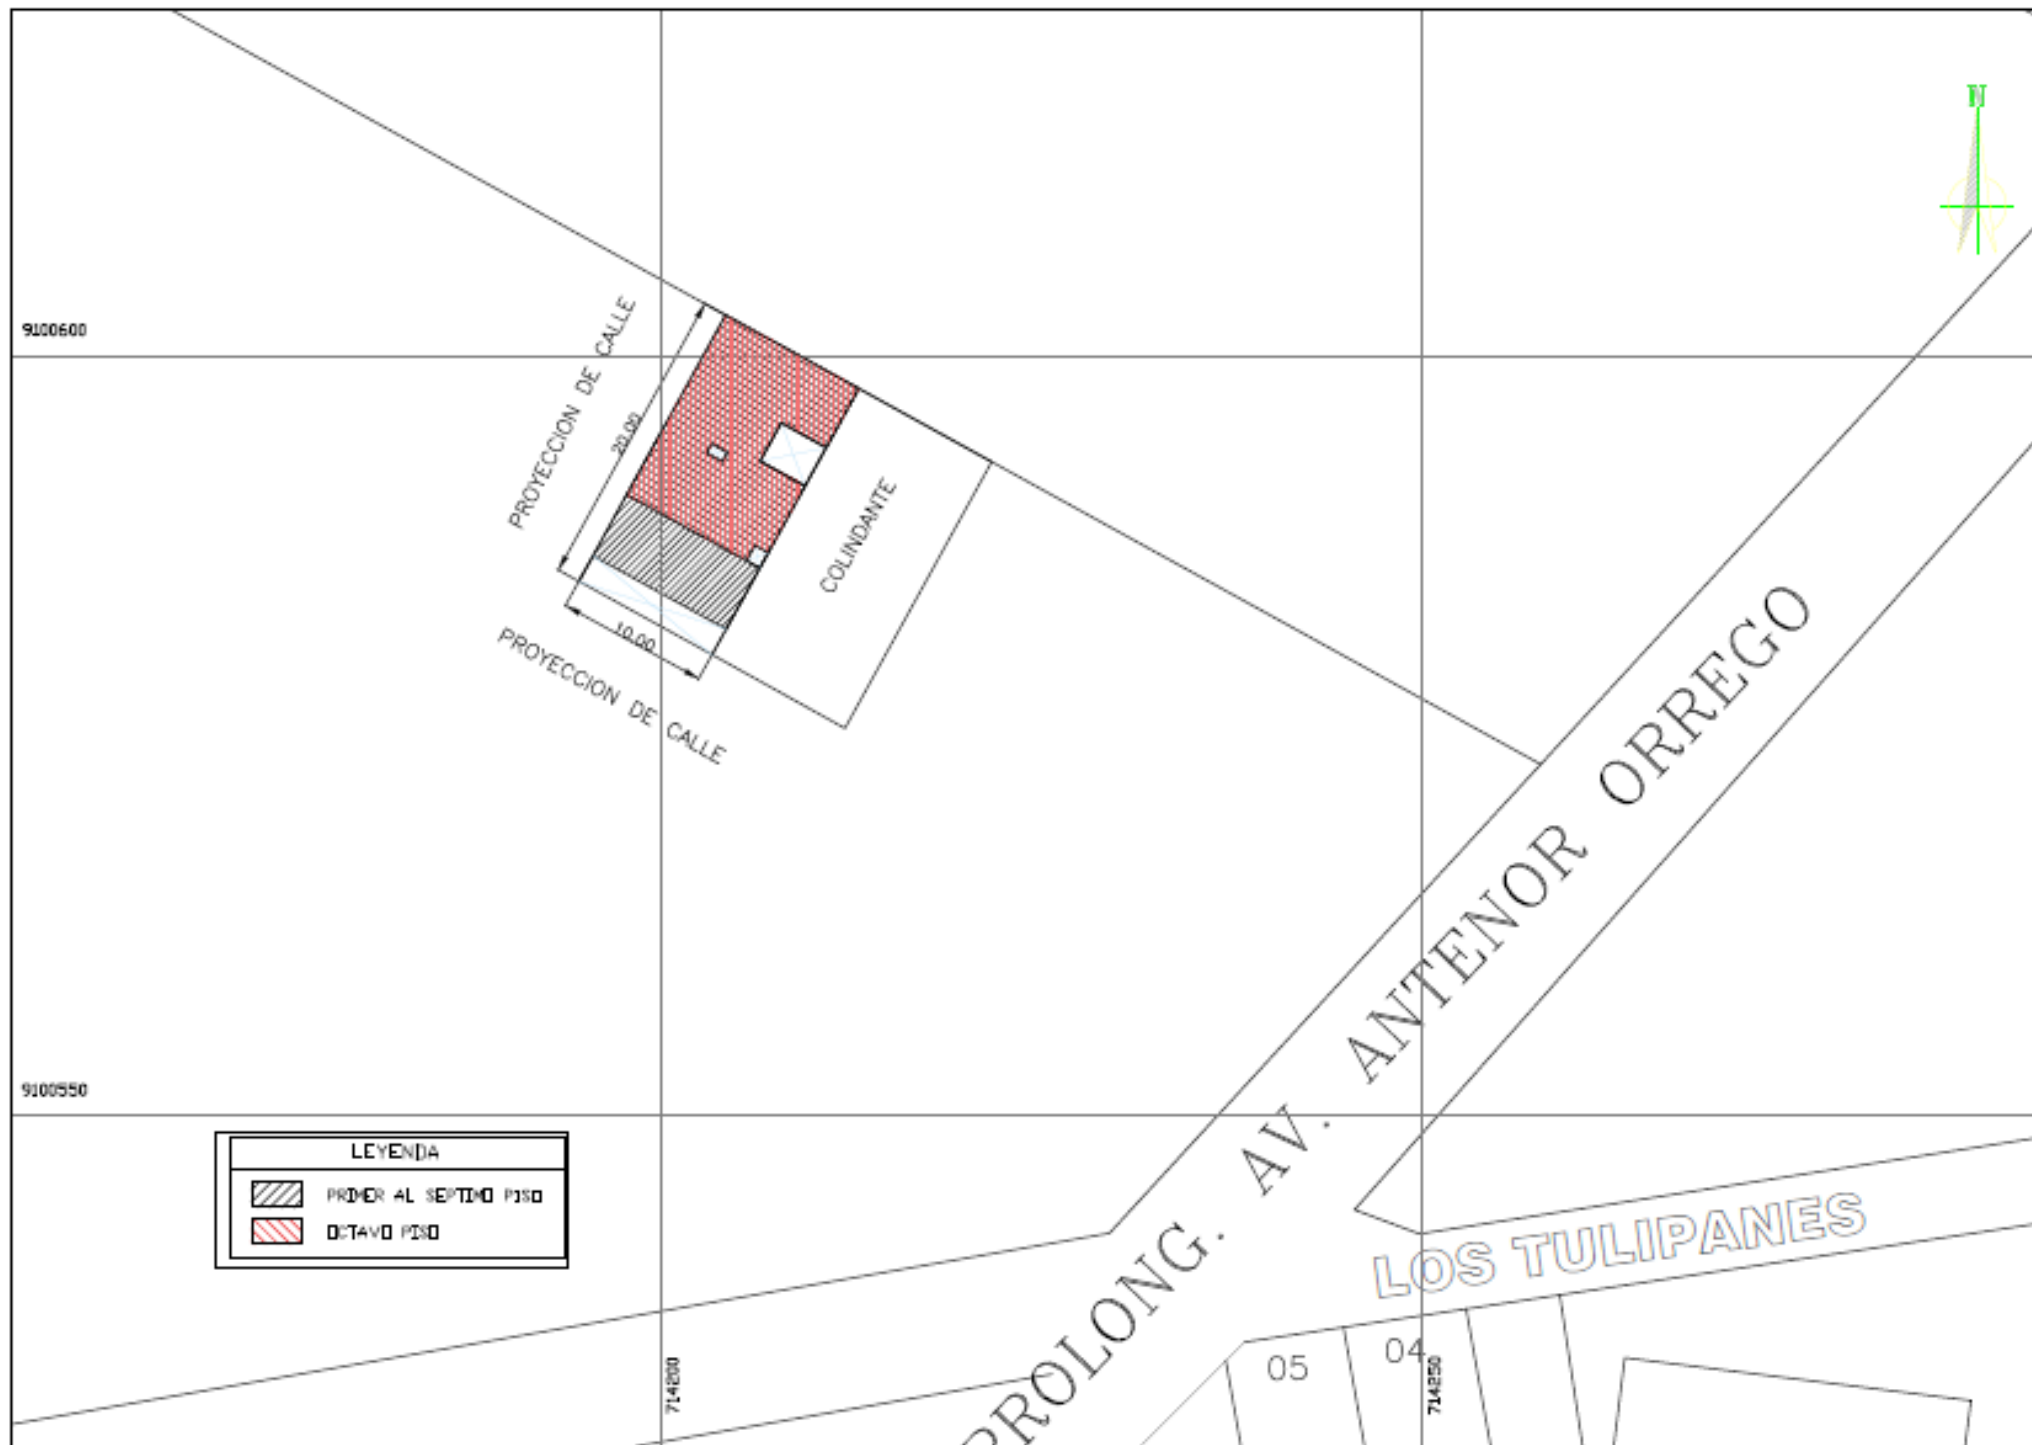 N
9100600
PROYECCION DE CALLE
20.00
COLINDANTE
10.00
PROYECCION DE CALLE
PROLONG. AV. ANTENOR ORREGO
9100550
LEYENDA
PRIMER AL SEPTIMO PISO
OCTAVO PISO
LOS TULIPANES
05
04
714200
714250